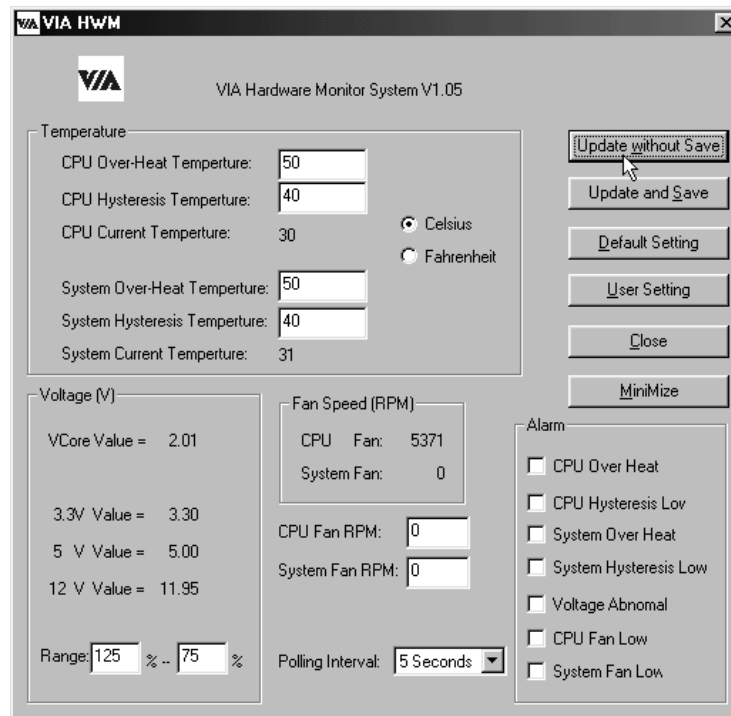 VIA VIA HWM
VIA
VIA Hardware Monitor System V1.05
Temperature
CPU Over-Heat Temperture: 50
CPU Hysteresis Temperture: 40
CPU Current Temperture: 30
Celsius
Fahrenheit
System Over-Heat Temperture: 50
System Hysteresis Temperture: 40
System Current Temperture: 31
Update without Save
Update and Save
Default Setting
User Setting
Close
MiniMize
Voltage (V)
VCore Value = 2.01
3.3V Value = 3.30
5 V Value = 5.00
12 V Value = 11.95
Range: 125 % -- 75 %
Fan Speed (RPM)
CPU Fan: 5371
System Fan: 0
CPU Fan RPM: 0
System Fan RPM: 0
Polling Interval: 5 Seconds
Alarm
CPU Over Heat
CPU Hysteresis Lov
System Over Heat
System Hysteresis Low
Voltage Abnomal
CPU Fan Low
System Fan Low